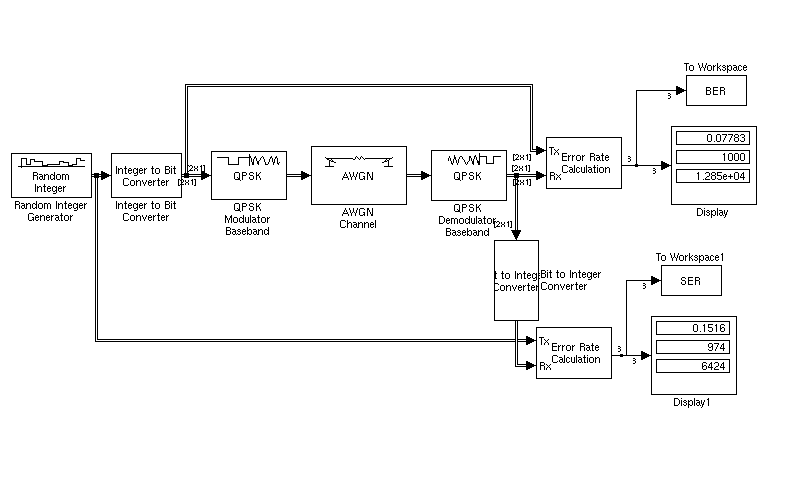 To Workspace
BER
3
0.07783
1000
1.285e+04
Display
Tx
Rx
Error Rate
Calculation
3
3
Random
Integer
Random Integer
Generator
Integer to Bit
Converter
Integer to Bit
Converter
[2x1]
[2x1]
QPSK
QPSK
Modulator
Baseband
AWGN
AWGN
Channel
QPSK
QPSK
Demodulator
Baseband
[2x1]
[2x1]
[2x1]
[2x1]
t to Integ
Converter
Bit to Integer
Converter
To Workspace1
SER
3
Tx
Rx
Error Rate
Calculation
3
3
0.1516
974
6424
Display1